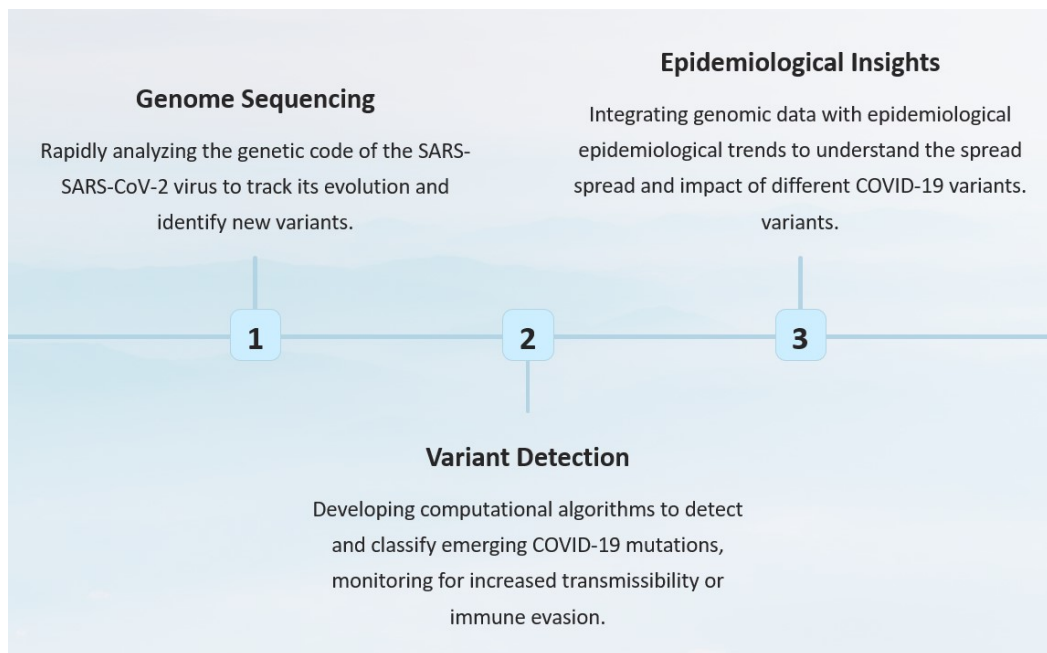 Genome Sequencing
Rapidly analyzing the genetic code of the SARS-
SARS-CoV-2 virus to track its evolution and
identify new variants.
1
2
Variant Detection
Developing computational algorithms to detect
and classify emerging COVID-19 mutations,
monitoring for increased transmissibility or
immune evasion.
3
Epidemiological Insights
Integrating genomic data with epidemiological
epidemiological trends to understand the spread
spread and impact of different COVID-19 variants.
variants.